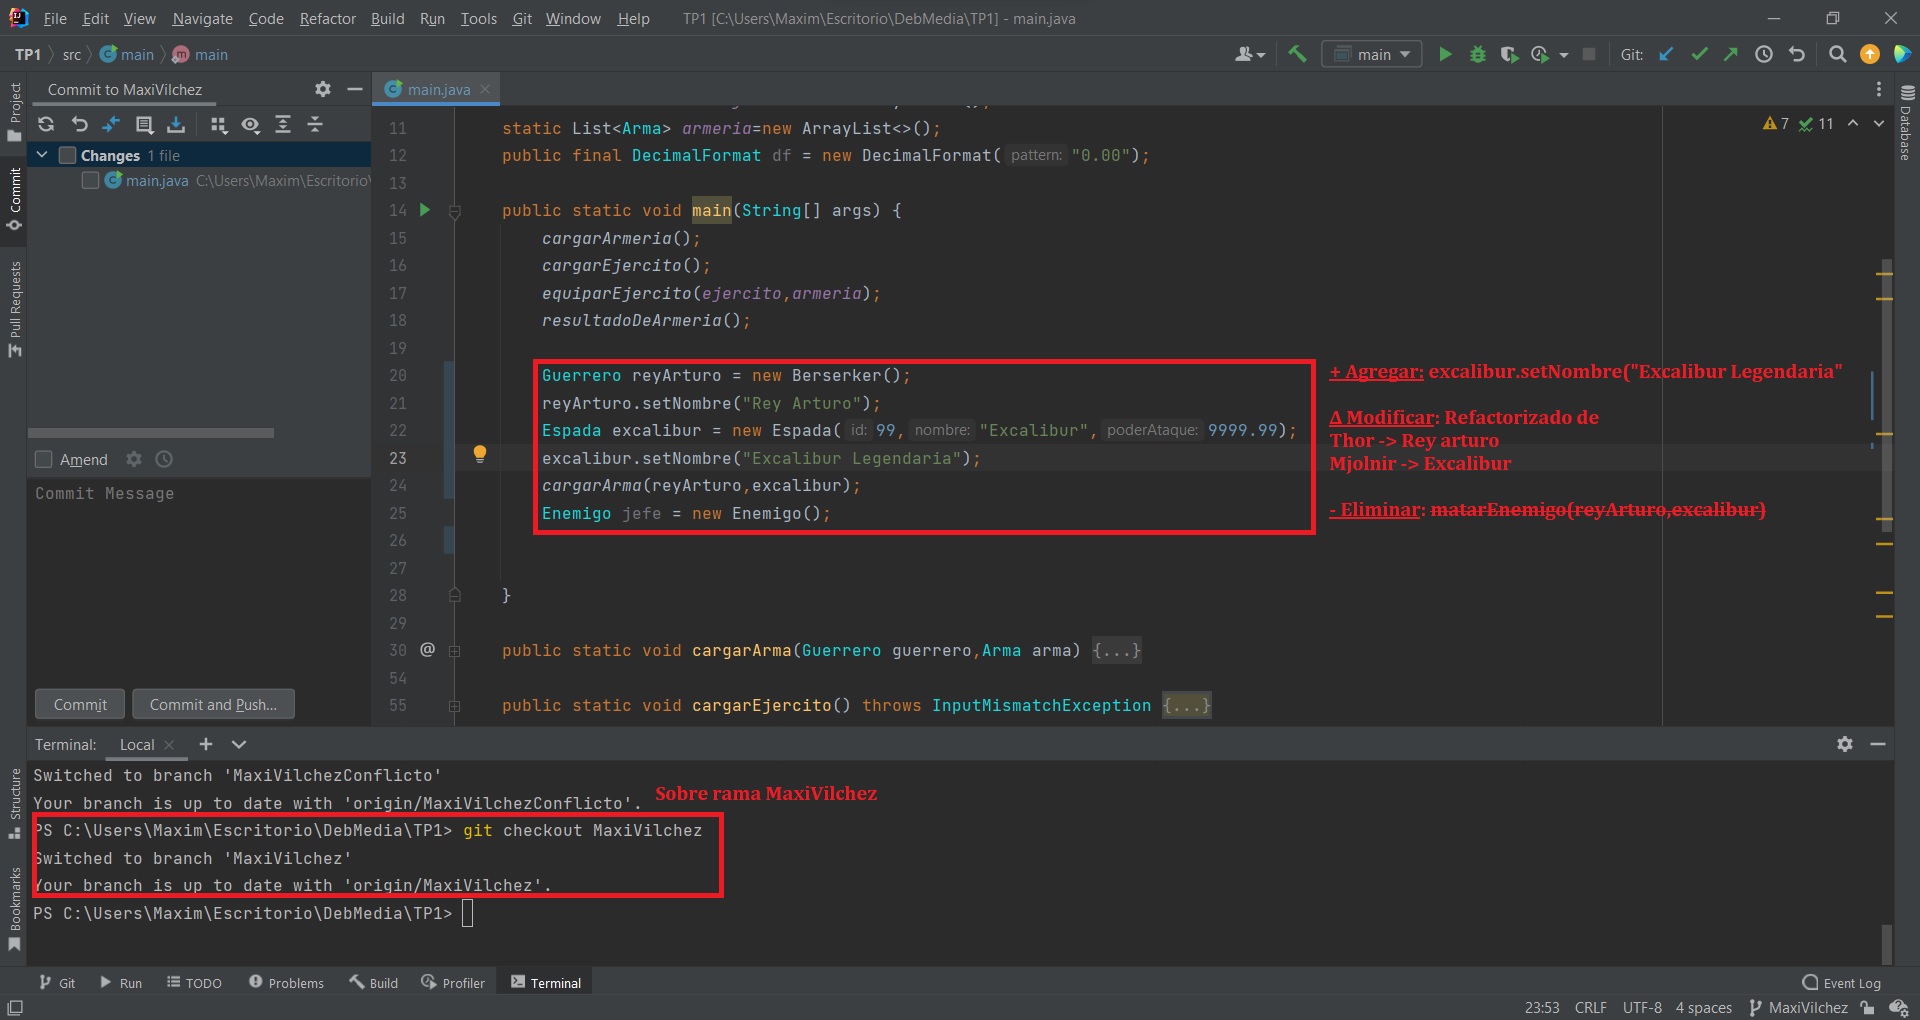 File Edit View Navigate Code Refactor Build Run Tools Git Window Help TP1 [C:\Users\Maxim\Escritorio\DebMedia\TP1] - main.java
TP1 src main main
main Git:
Project
Commit
Pull Requests
Structure
Bookmarks
Commit to MaxiVilchez
Changes 1 file
main.java C:\Users\Maxim\Escritorio\
Amend
Commit Message
Commit Commit and Push...
main.java
7 11
Database
11 static List<Arma> armeria=new ArrayList<>();
12 public final DecimalFormat df = new DecimalFormat( pattern: "0.00");
13
14 public static void main(String[] args) {
15 cargarArmeria();
16 cargarEjercito();
17 equiparEjercito(ejercito,armeria);
18 resultadoDeArmeria();
19
20 Guerrero reyArturo = new Berserker();
21 reyArturo.setNombre("Rey Arturo");
22 Espada excalibur = new Espada( id: 99, nombre: "Excalibur", poderAtaque: 9999.99);
23 excalibur.setNombre("Excalibur Legendaria");
24 cargarArma(reyArturo,excalibur);
25 Enemigo jefe = new Enemigo();
26
27
28 }
29
30 @ public static void cargarArma(Guerrero guerrero,Arma arma) {...}
54
55 public static void cargarEjercito() throws InputMismatchException {...}
+ Agregar: excalibur.setNombre("Excalibur Legendaria"
Δ Modificar: Refactorizado de
Thor -> Rey arturo
Mjolnir -> Excalibur
- Eliminar: matarEnemigo(reyArturo,excalibur)
Terminal: Local
Switched to branch 'MaxiVilchezConflicto'
Your branch is up to date with 'origin/MaxiVilchezConflicto'.
Sobre rama MaxiVilchez
PS C:\Users\Maxim\Escritorio\DebMedia\TP1> git checkout MaxiVilchez
Switched to branch 'MaxiVilchez'
Your branch is up to date with 'origin/MaxiVilchez'.
PS C:\Users\Maxim\Escritorio\DebMedia\TP1>
Git Run TODO Problems Build Profiler Terminal Event Log
23:53 CRLF UTF-8 4 spaces MaxiVilchez